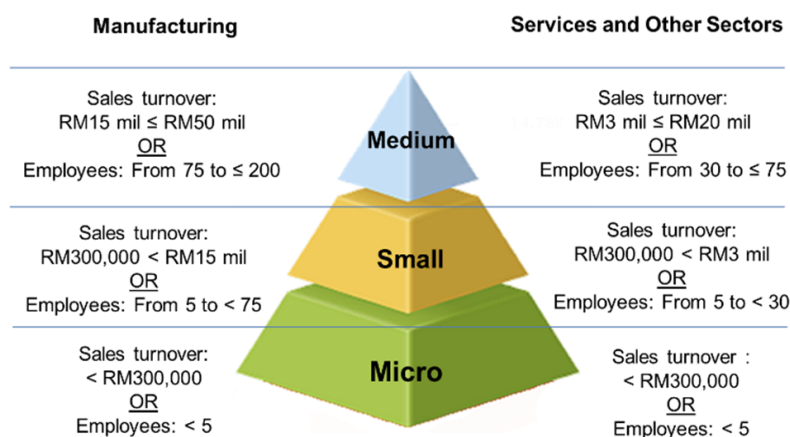 Manufacturing
Services and Other Sectors
Sales turnover:
RM15 mil ≤ RM50 mil
OR
Employees: From 75 to ≤ 200
Medium
Sales turnover:
RM3 mil ≤ RM20 mil
OR
Employees: From 30 to ≤ 75
Sales turnover:
RM300,000 < RM15 mil
OR
Employees: From 5 to < 75
Small
Sales turnover:
RM300,000 < RM3 mil
OR
Employees: From 5 to < 30
Sales turnover:
< RM300,000
OR
Employees: < 5
Micro
Sales turnover :
< RM300,000
OR
Employees: < 5